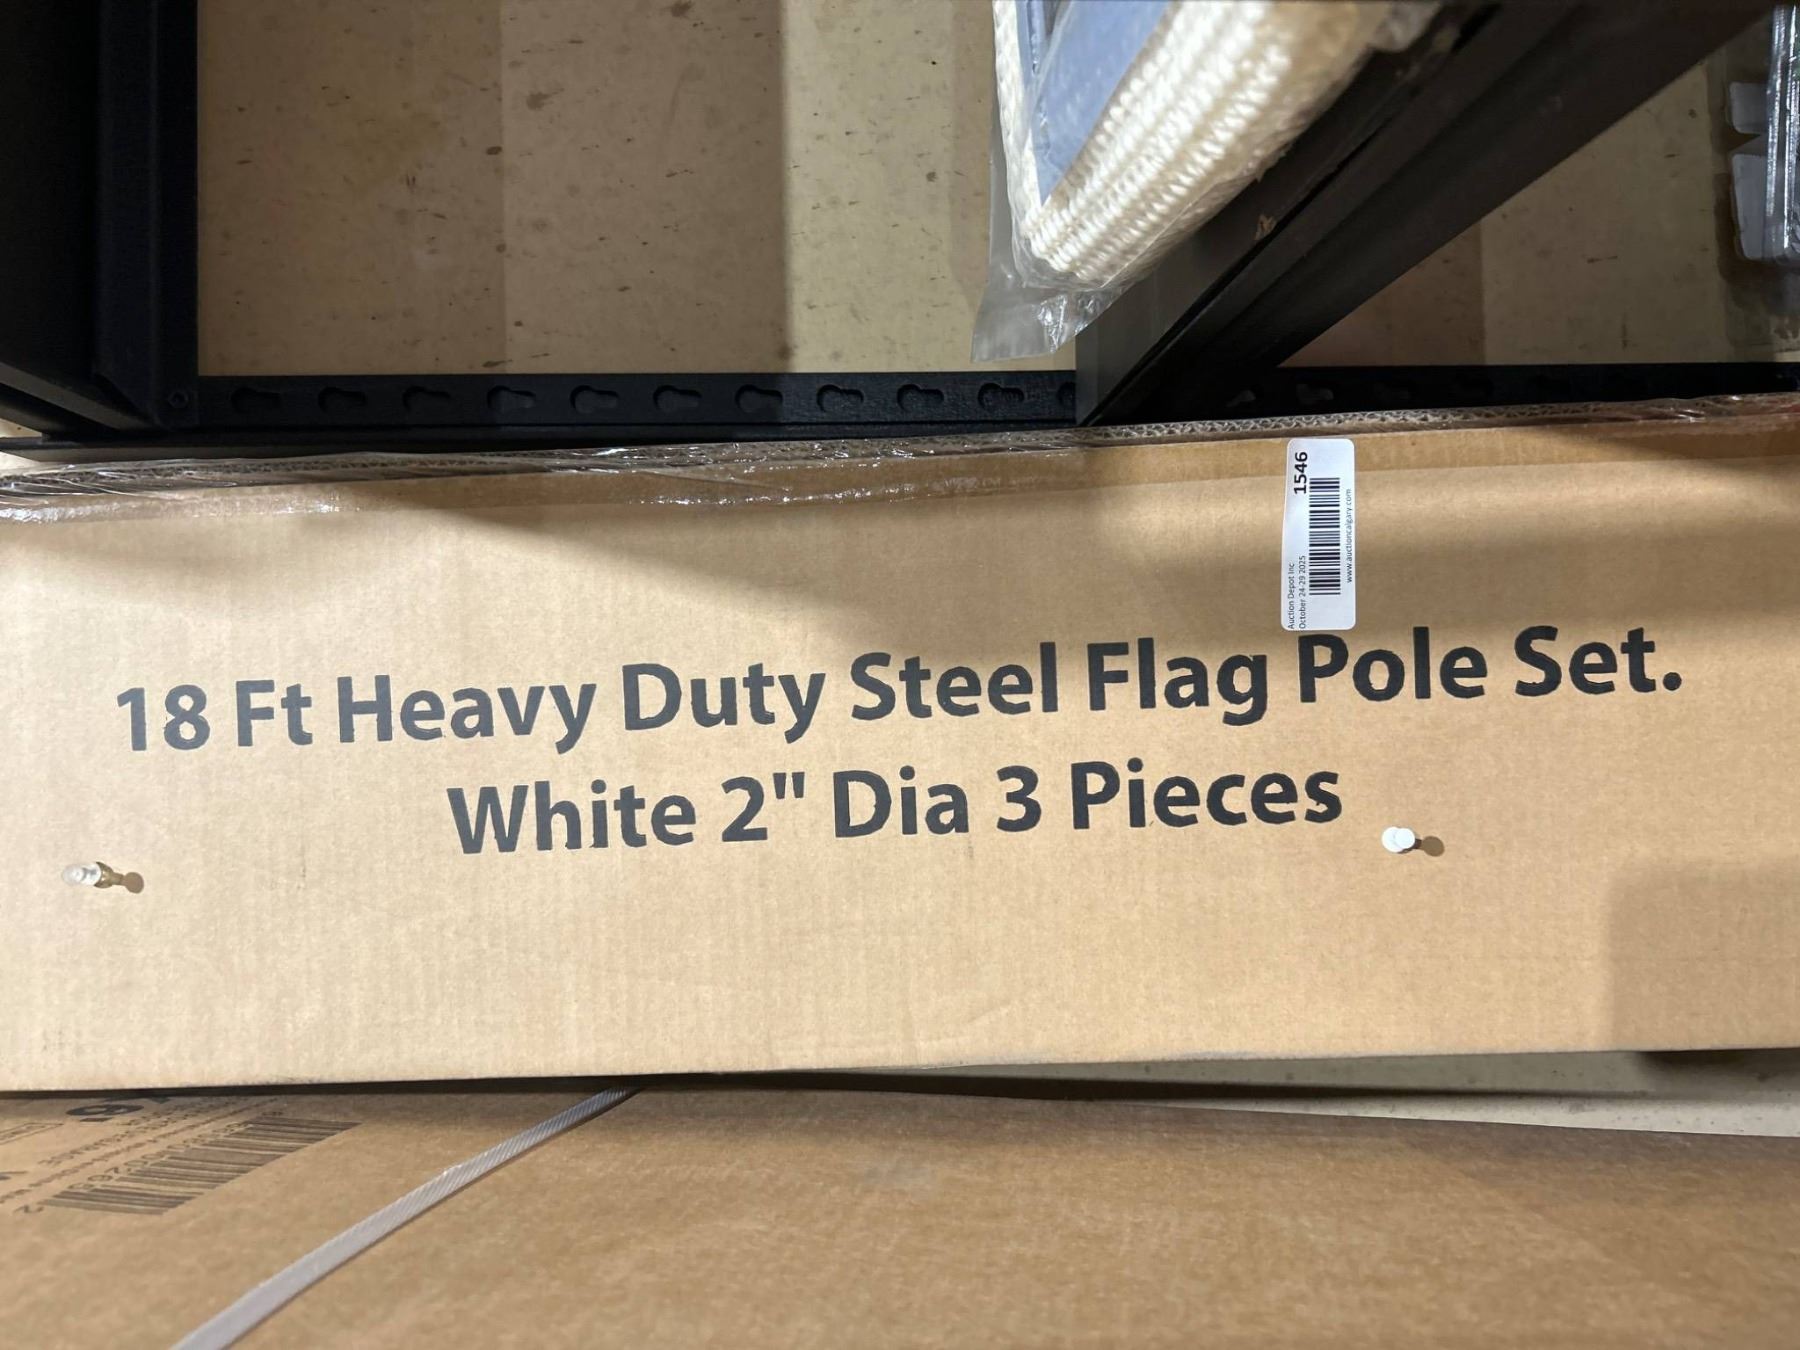 1546
Auction Depot Inc
October 24-29 2025
www.auctioncalgary.com
18 Ft Heavy Duty Steel Flag Pole Set.
White 2" Dia 3 Pieces